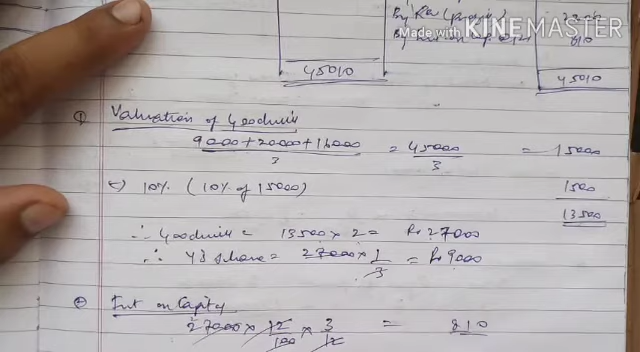 By
Made with KINEMASTER
By 810
45010 45010
① Valuation of Goodwill
9000+20000+16000 = 45000 = 15000
3 3
(-) 10% (10% of 15000) 1500
13500
∴ Goodwill = 13500 x 2 = Rs 27000
∴ Y's share = 27000 x 1/3 = Rs 9000
② Int on Capital
27000 x 12/100 x 3/12 = 810